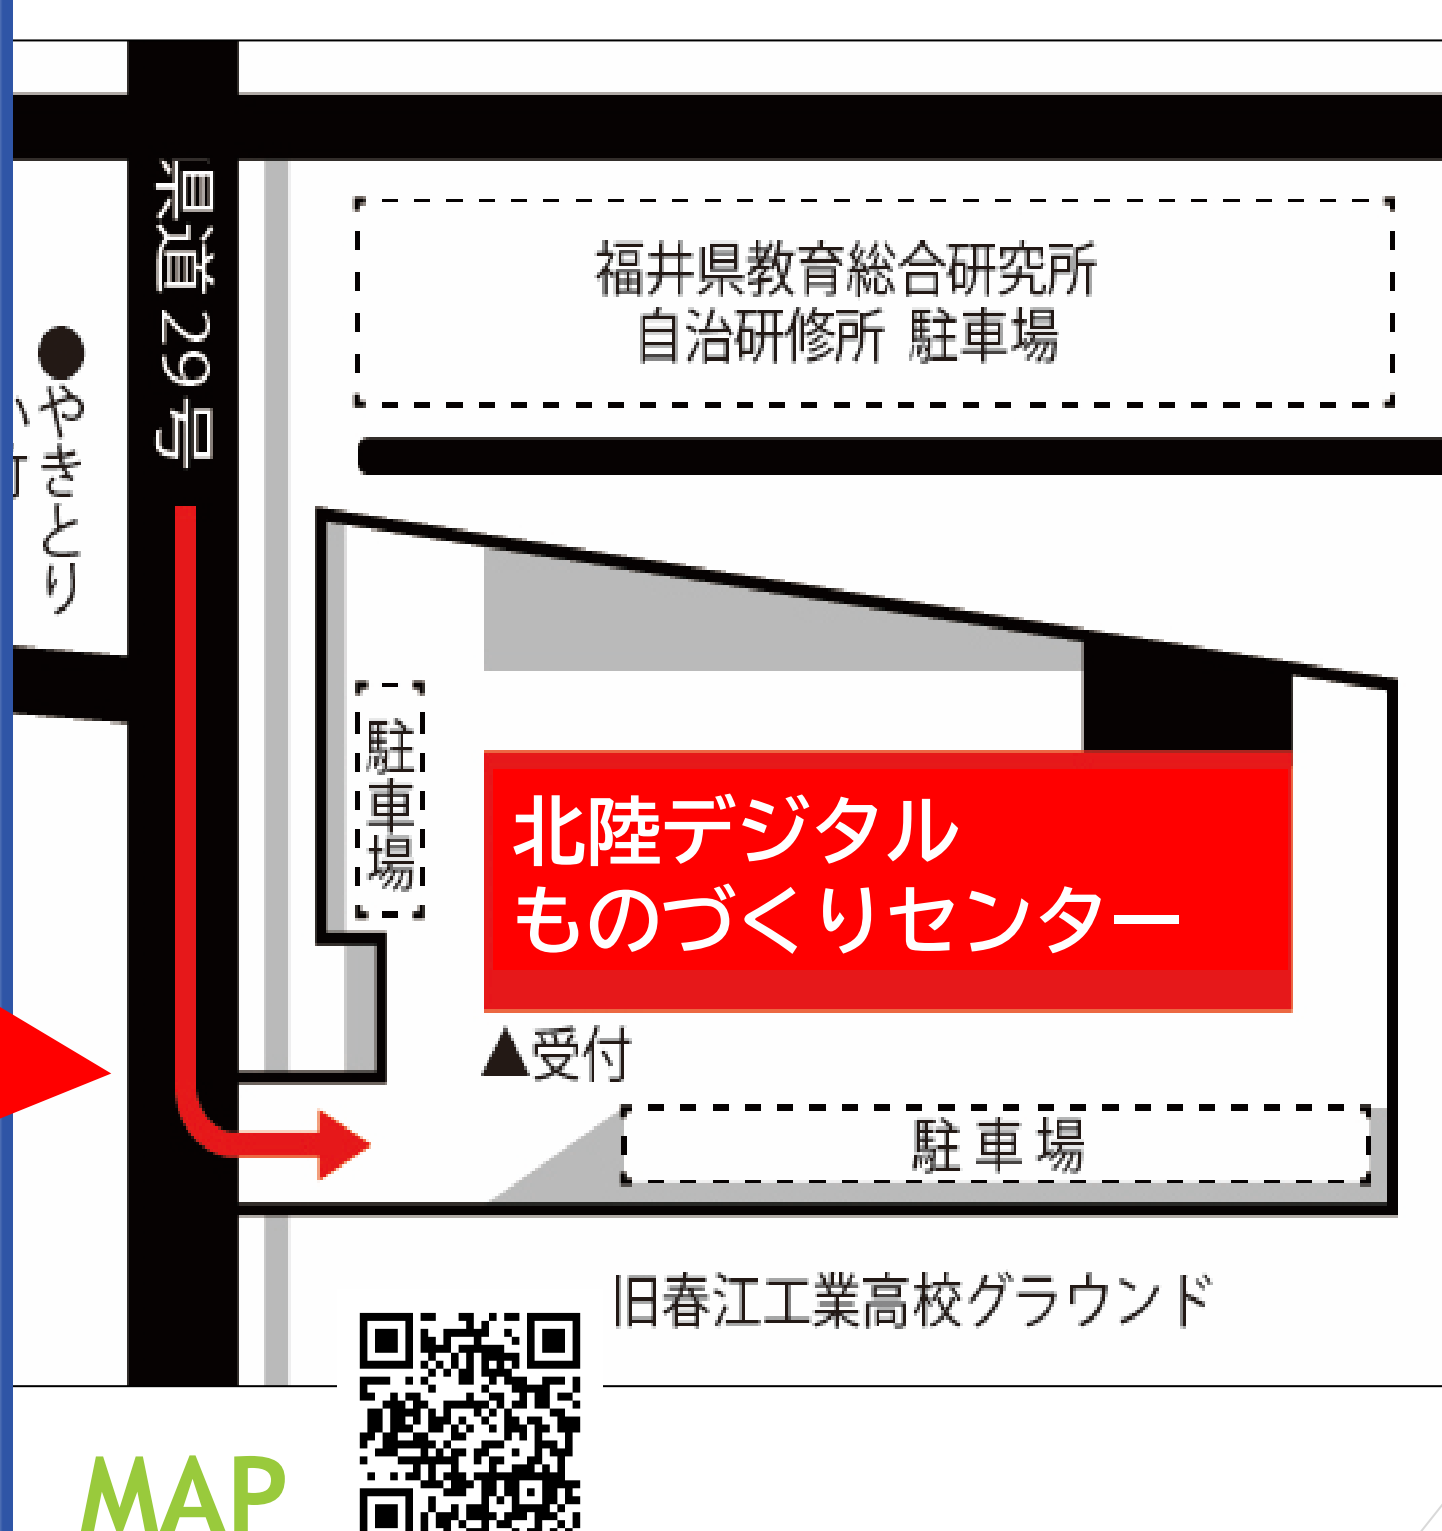 県道29号
福井県教育総合研究所
自治研修所 駐車場
●やきとり
駐車場
北陸デジタル
ものづくりセンター
▲受付
駐車場
旧春江工業高校グラウンド
MAP